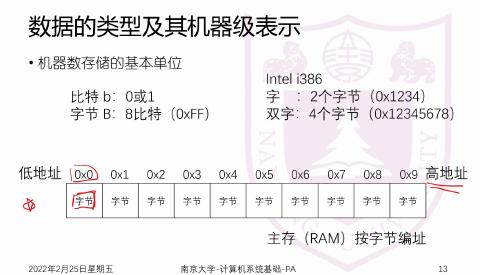 数据的类型及其机器级表示
• 机器数存储的基本单位
Intel i386
比特 b：0或1
字 ：2个字节（0x1234）
字节 B：8比特（0xFF）
双字：4个字节（0x12345678）
低地址 0x0 0x1 0x2 0x3 0x4 0x5 0x6 0x7 0x8 0x9 高地址
字节 字节 字节 字节 字节 字节 字节 字节 字节 字节
主存（RAM）按字节编址
2022年2月25日星期五 南京大学-计算机系统基础-PA 13